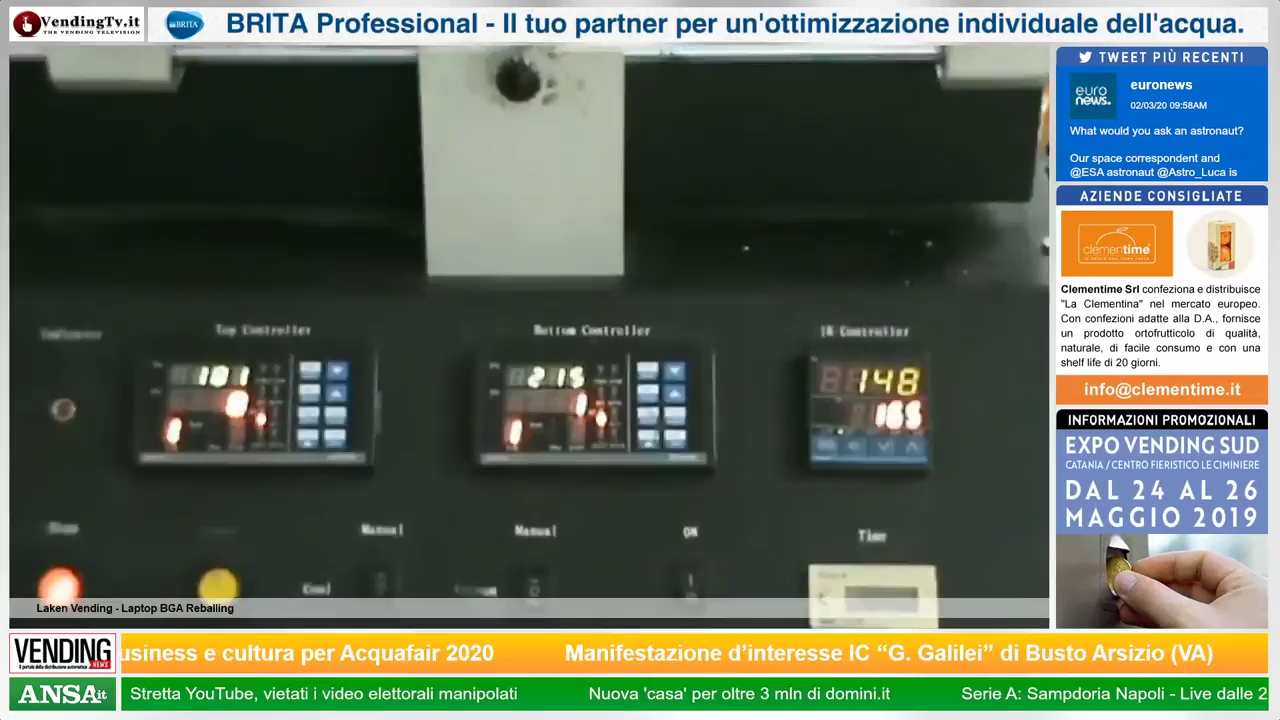 VendingTv.it
THE VENDING TELEVISION
BRITA
BRITA Professional - Il tuo partner per un'ottimizzazione individuale dell'acqua.
TWEET PIÙ RECENTI
euro
news.
euronews
02/03/20 09:58AM
What would you ask an astronaut?
Our space correspondent and
@ESA astronaut @Astro_Luca is
AZIENDE CONSIGLIATE
clementime
Clementime Srl confeziona e distribuisce
"La Clementina" nel mercato europeo.
Con confezioni adatte alla D.A., fornisce
un prodotto ortofrutticolo di qualità,
naturale, di facile consumo e con una
shelf life di 20 giorni.
info@clementime.it
INFORMAZIONI PROMOZIONALI
EXPO VENDING SUD
CATANIA / CENTRO FIERISTICO LE CIMINIERE
DAL 24 AL 26
MAGGIO 2019
Top Controller
Bottom Controller
IR Controller
101
215
148
165
Manual
Manual
ON
Time
Laken Vending - Laptop BGA Reballing
VENDING
NEWS
usiness e cultura per Acquafair 2020
Manifestazione d’interesse IC “G. Galilei” di Busto Arsizio (VA)
ANSA.it
Stretta YouTube, vietati i video elettorali manipolati
Nuova 'casa' per oltre 3 mln di domini.it
Serie A: Sampdoria Napoli - Live dalle 2